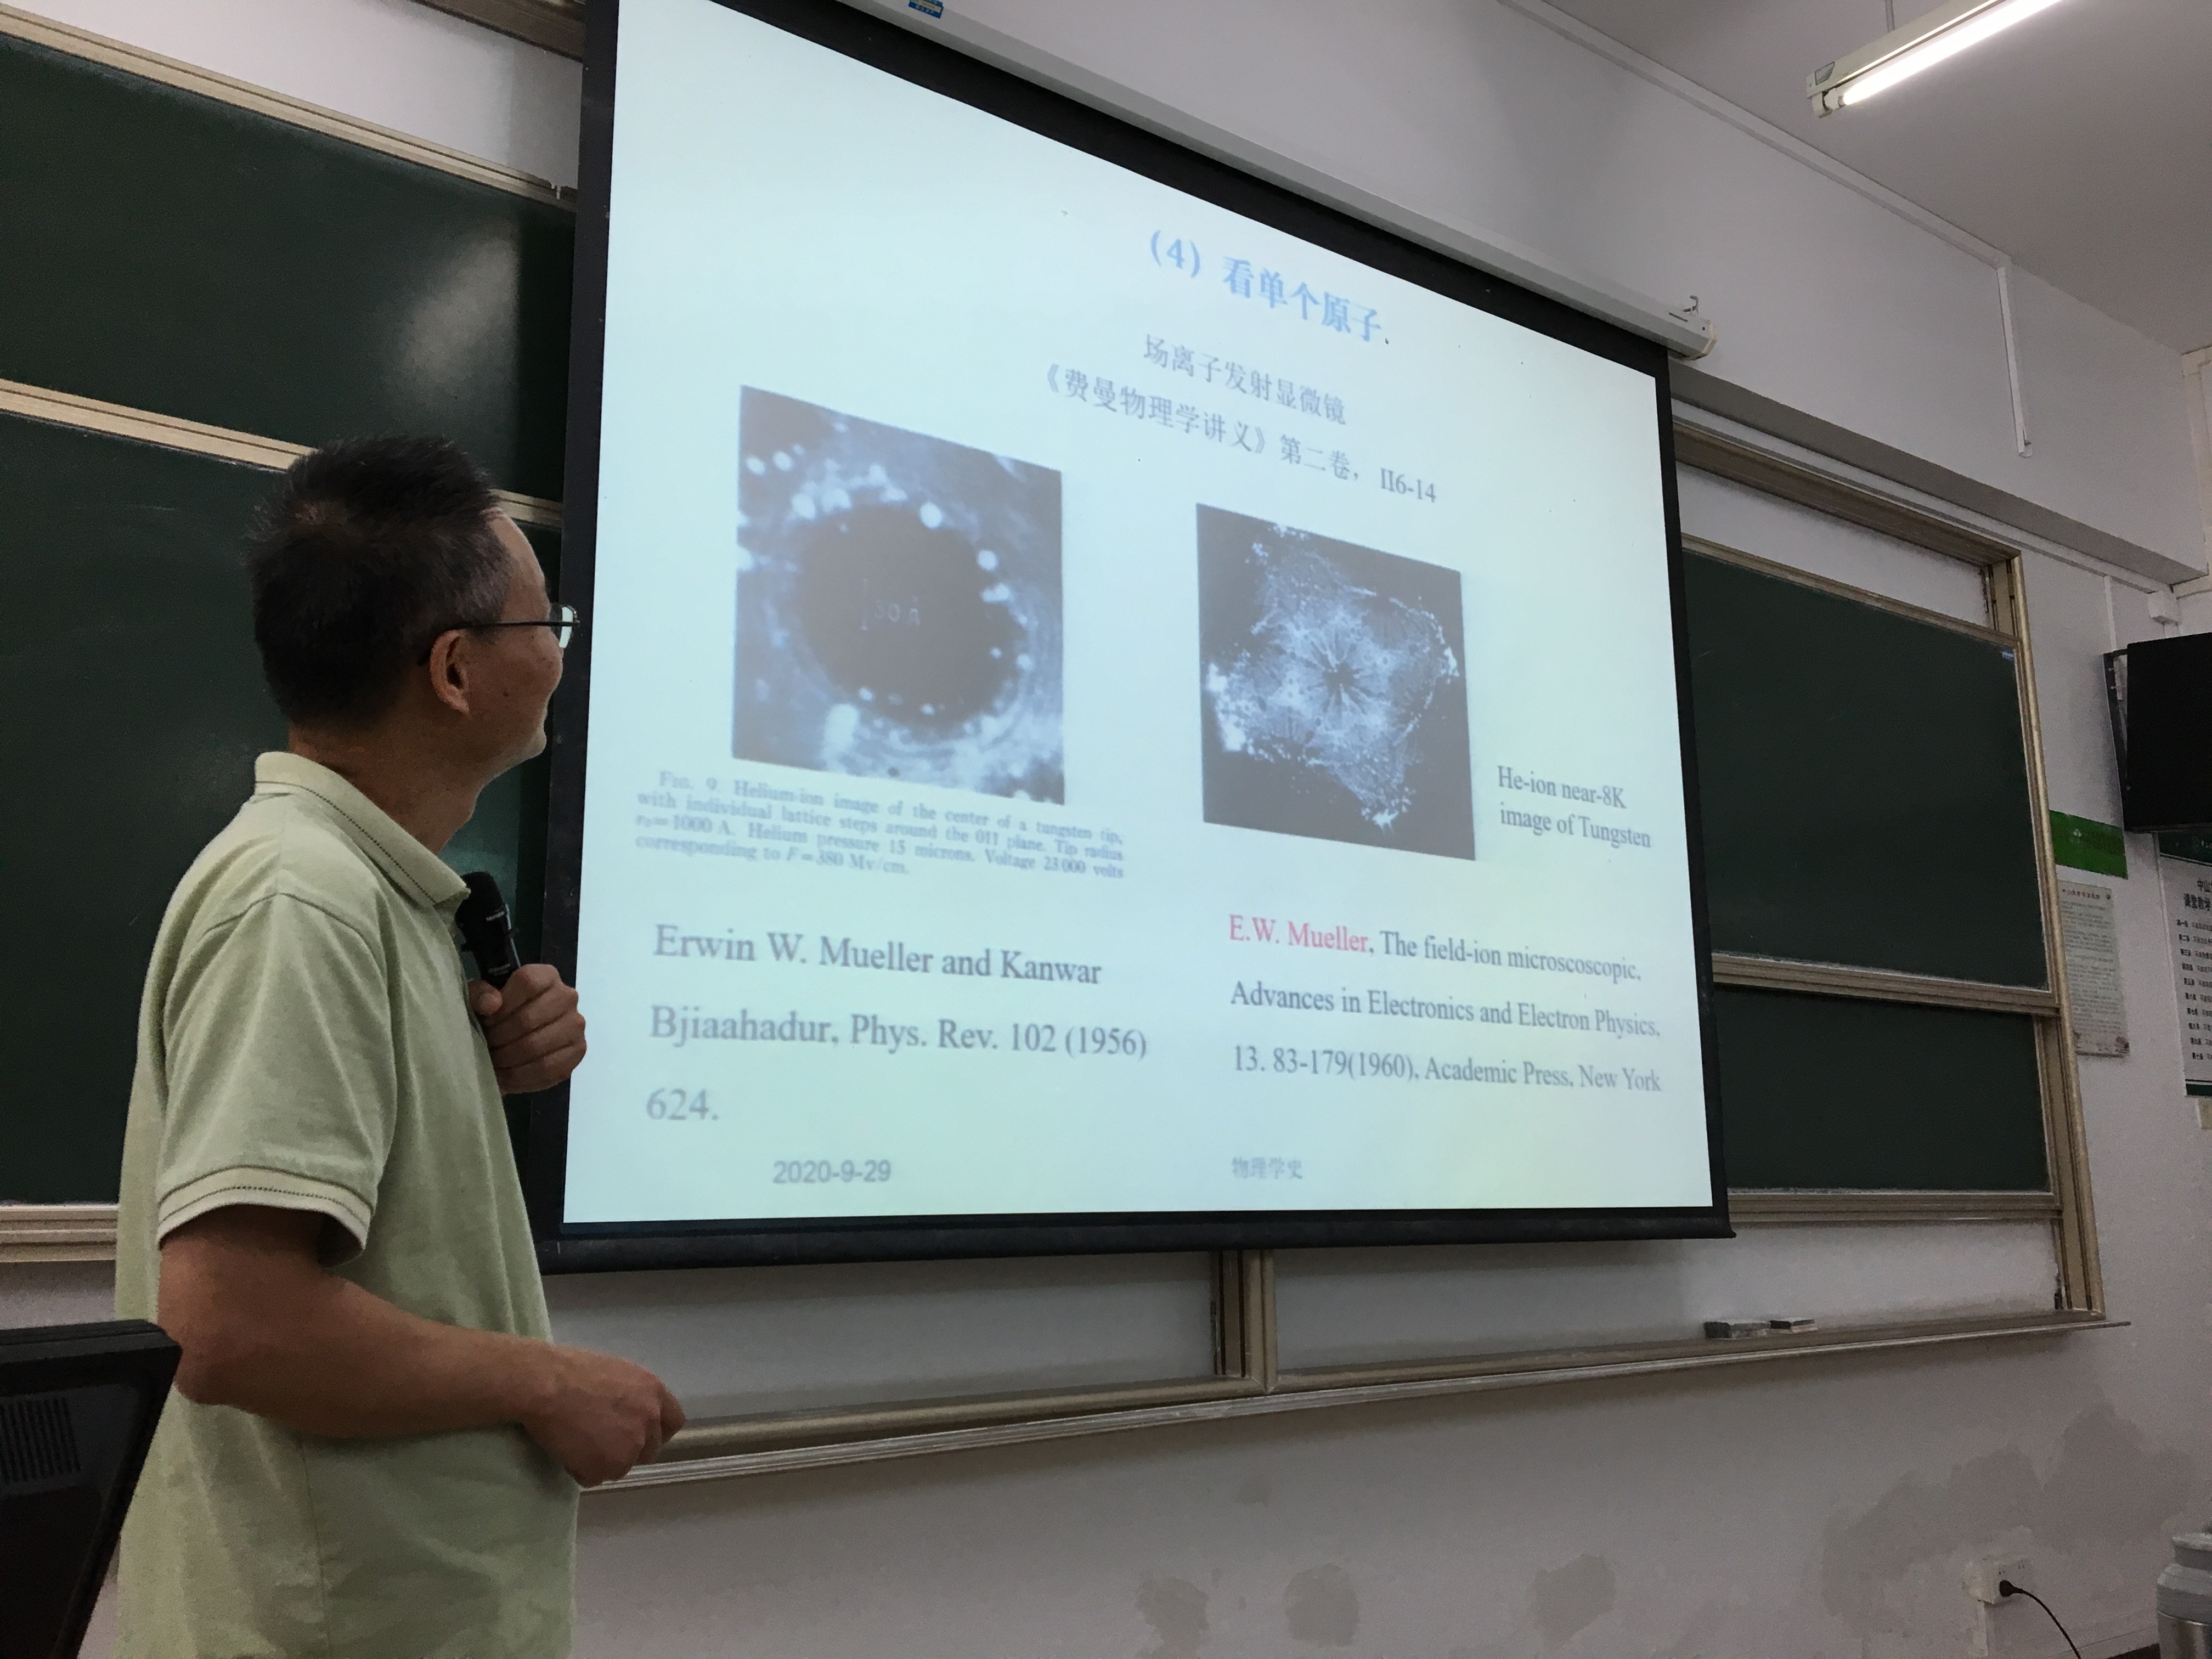 (4) 看单个原子
场离子发射显微镜
《费曼物理学讲义》第二卷， II6-14
50 Å
FIG. 9 Helium-ion image of the center of a tungsten tip,
with individual lattice steps around the 011 plane. Tip radius
r₀=1000 A. Helium pressure 15 microns. Voltage 23 000 volts
corresponding to F=380 Mv/cm.
He-ion near-8K
image of Tungsten
Erwin W. Mueller and Kanwar
Bjiaahadur, Phys. Rev. 102 (1956)
624.
E.W. Mueller, The field-ion microscoscopic.
Advances in Electronics and Electron Physics.
13. 83-179(1960), Academic Press, New York
2020-9-29
物理学史